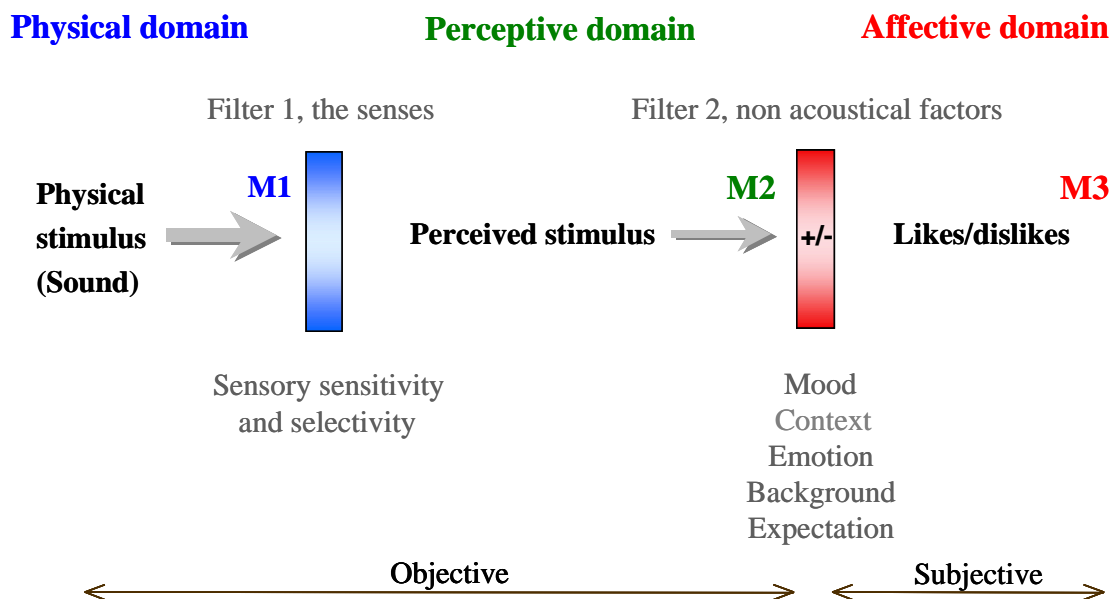 Physical domain
Perceptive domain
Affective domain
Filter 1, the senses
Filter 2, non acoustical factors
Physical
stimulus
(Sound)
M1
Perceived stimulus
M2
+/-
M3
Likes/dislikes
Sensory sensitivity
and selectivity
Mood
Context
Emotion
Background
Expectation
Objective
Subjective